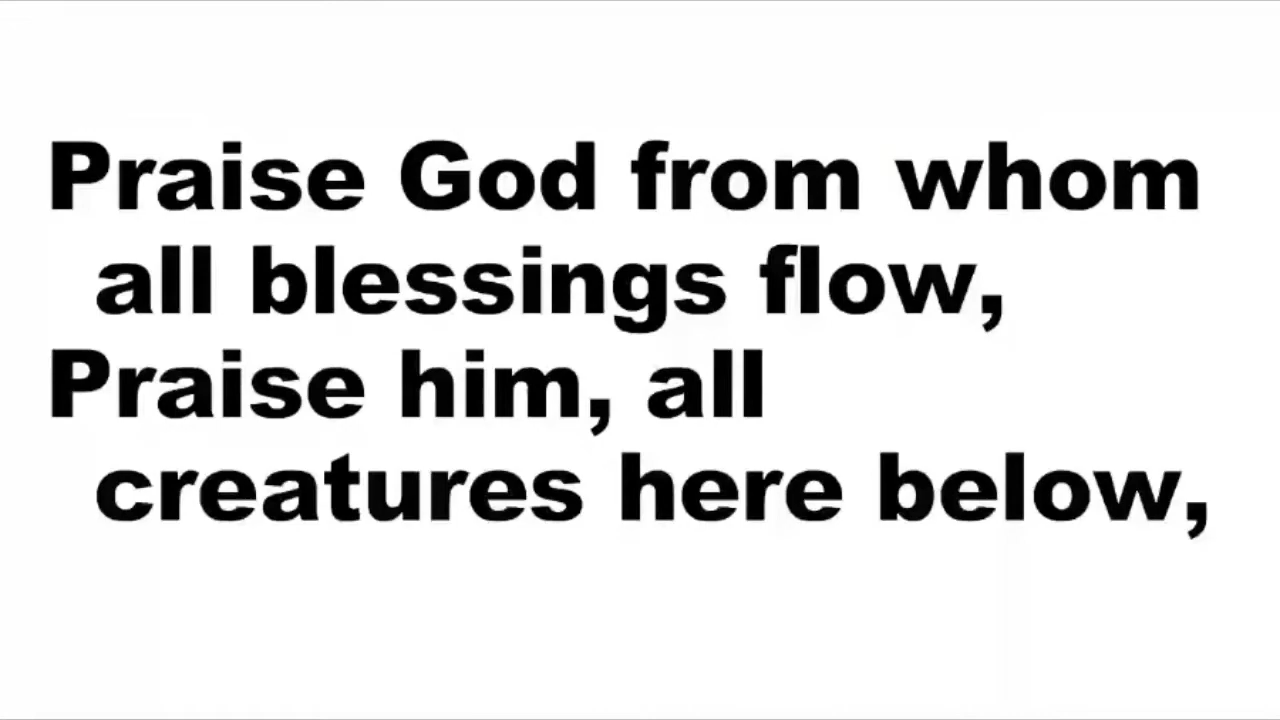 Praise God from whom
all blessings flow,
Praise him, all
creatures here below,